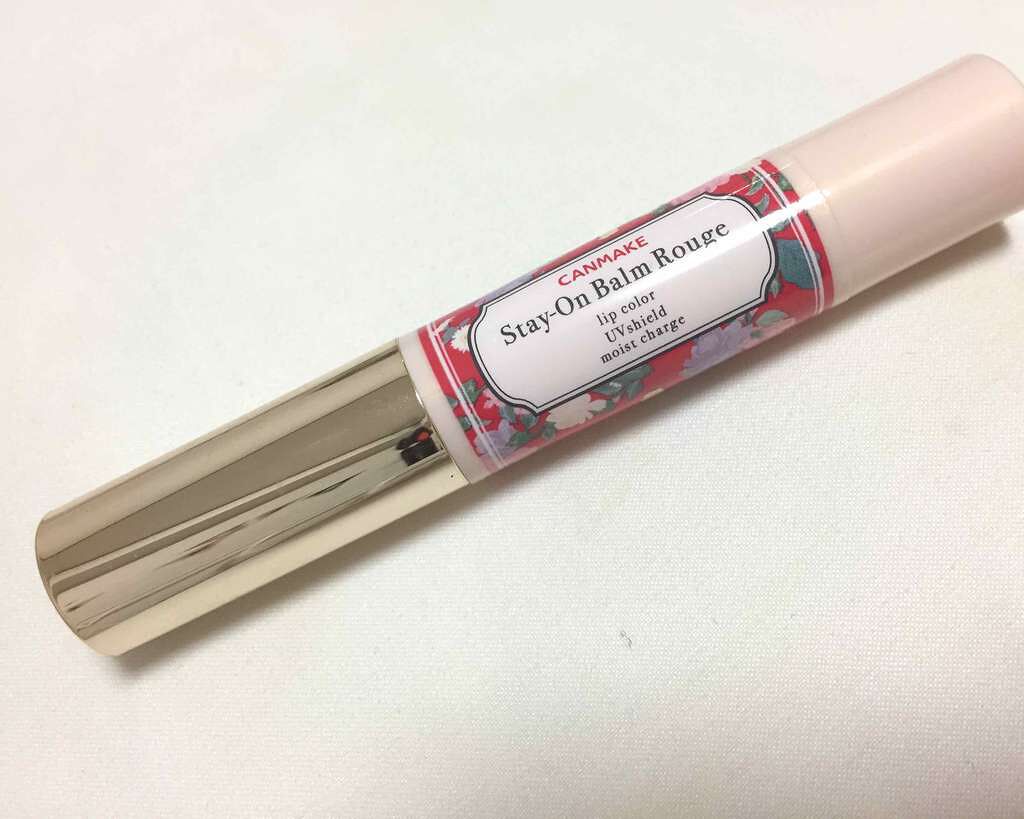 CANMAKE
Stay-On Balm Rouge
lip color
UVshield
moist charge